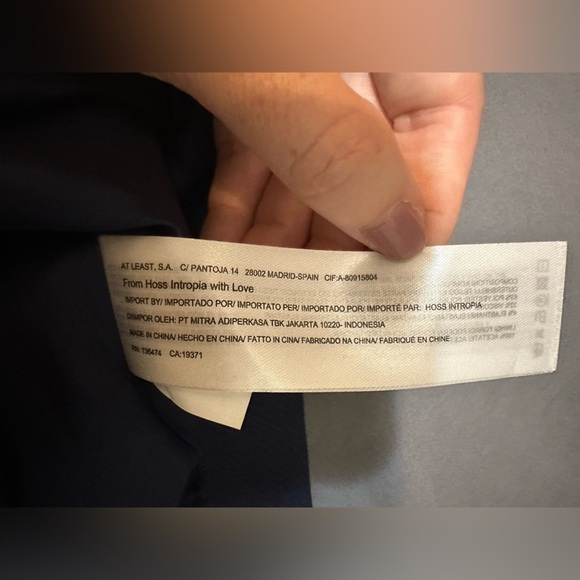 AT LEAST, S.A. C/ PANTOJA 14 28002 MADRID-SPAIN CIF:A-80915804
From Hoss Intropia with Love
IMPORT BY/ IMPORTADO POR/ IMPORTATO PER/ IMPORTADO POR/ IMPORTÉ PAR: HOSS INTROPIA
DIIMPOR OLEH: PT MITRA ADIPERKASA TBK JAKARTA 10220- INDONESIA
MADE IN CHINA/ HECHO EN CHINA/ FATTO IN CINA/ FABRICADO NA CHINA/ FABRIQUÉ EN CHINE
RN: 135474 CA:19371